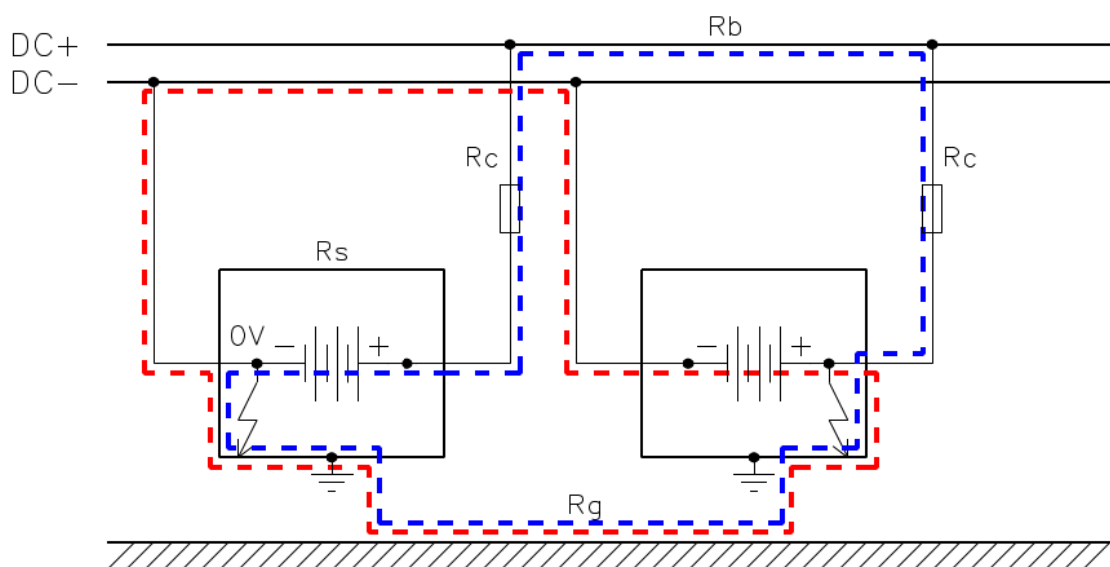 Rb
DC+
DC-
Rc Rc
Rs
0V - + - +
Rg